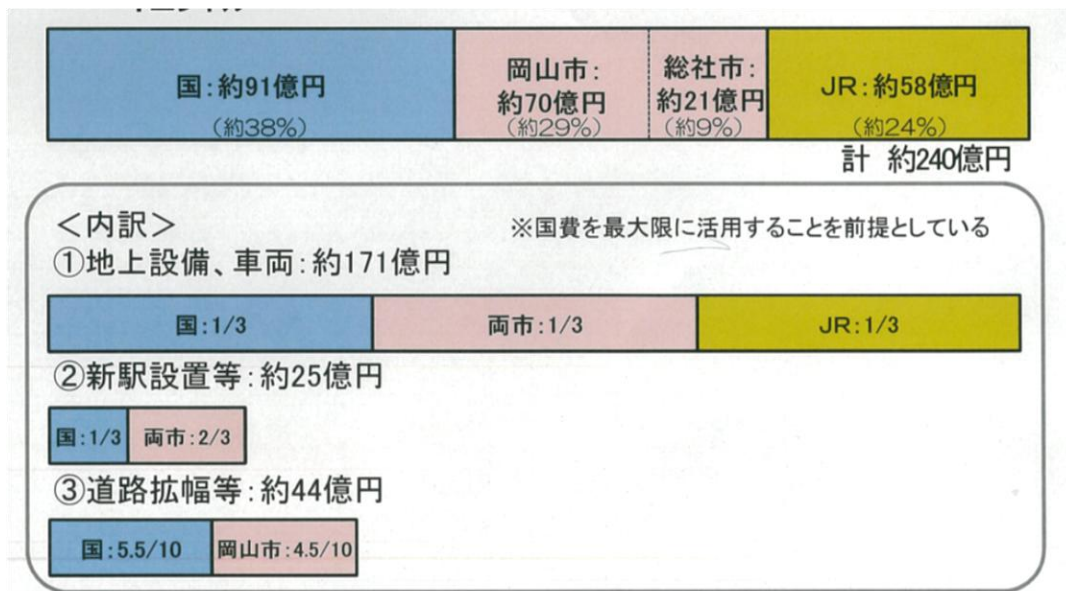 国:約91億円
(約38%)
岡山市:
約70億円
(約29%)
総社市:
約21億円
(約9%)
JR:約58億円
(約24%)
計 約240億円
<内訳>
※国費を最大限に活用することを前提としている
①地上設備、車両:約171億円
国:1/3
両市:1/3
JR:1/3
②新駅設置等:約25億円
国:1/3
両市:2/3
③道路拡幅等:約44億円
国:5.5/10
岡山市:4.5/10